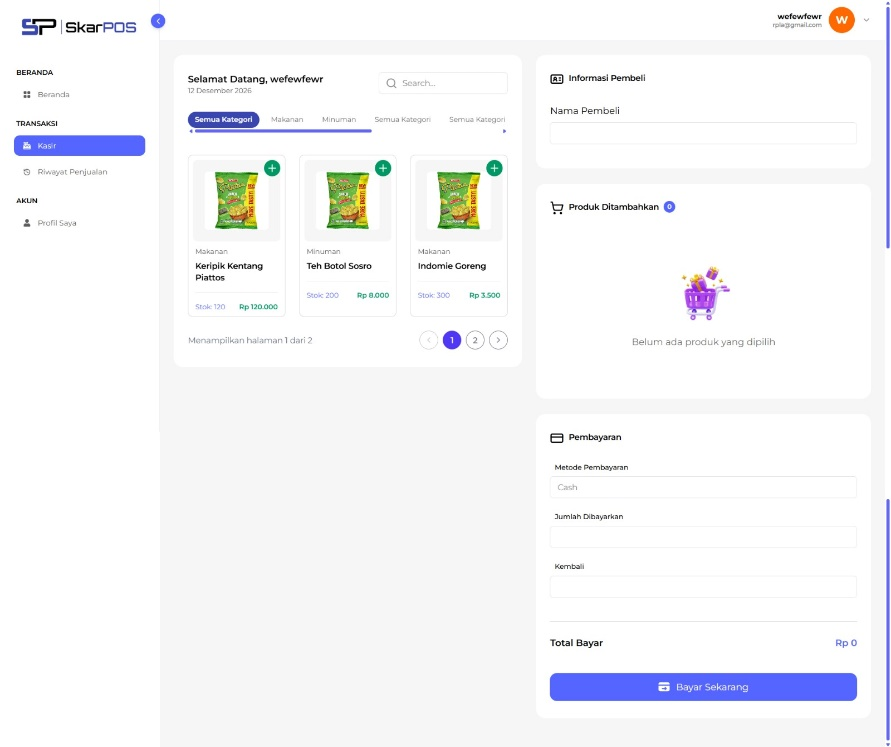 SP SkarPOS
wefewfewr
rpla@gmail.com
W
BERANDA
Beranda
TRANSAKSI
Kasir
Riwayat Penjualan
AKUN
Profil Saya
Selamat Datang, wefewfewr
12 Desember 2026
Search...
Semua Kategori
Makanan
Minuman
Semua Kategori
Semua Kategori
Makanan
Keripik Kentang
Piattos
Stok: 120
Rp 120.000
Minuman
Teh Botol Sosro
Stok: 200
Rp 8.000
Makanan
Indomie Goreng
Stok: 300
Rp 3.500
Menampilkan halaman 1 dari 2
1
2
Informasi Pembeli
Nama Pembeli
Produk Ditambahkan 0
Belum ada produk yang dipilih
Pembayaran
Metode Pembayaran
Cash
Jumlah Dibayarkan
Kembali
Total Bayar
Rp 0
Bayar Sekarang